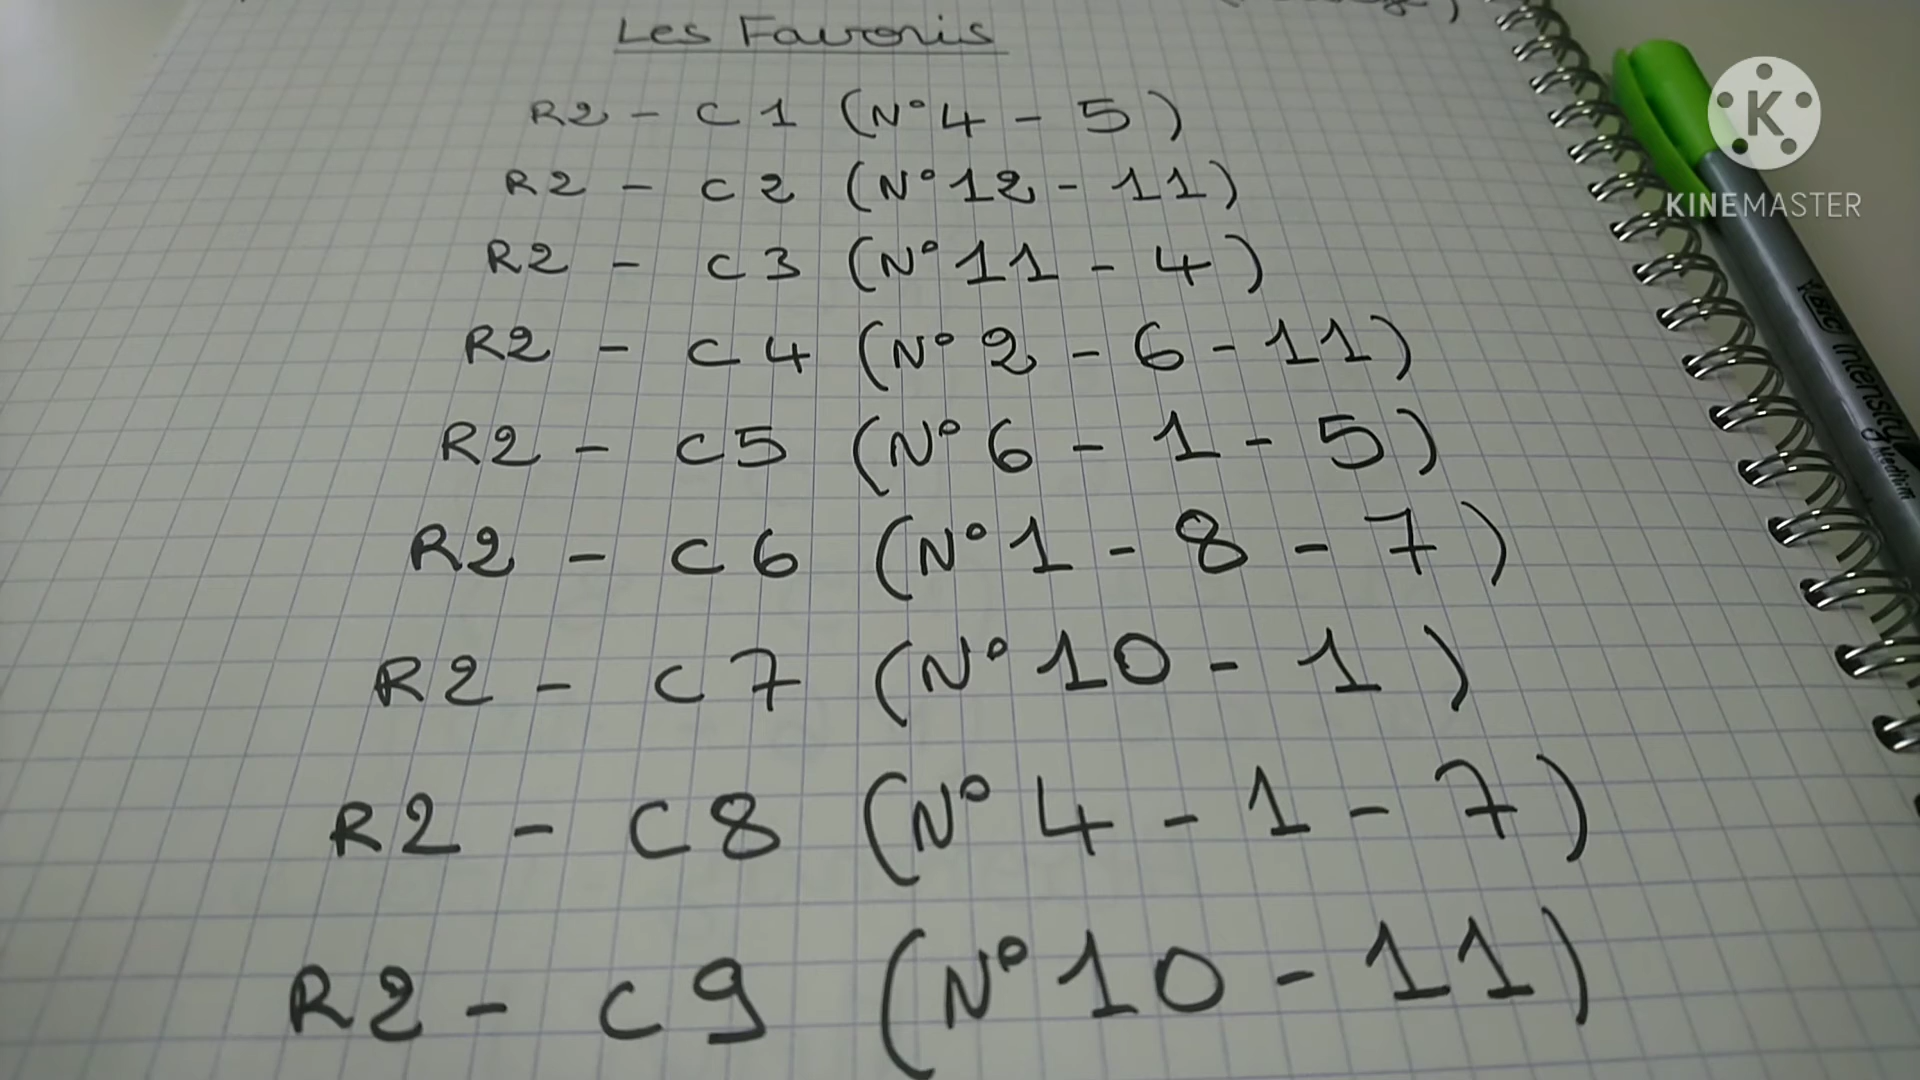 Les Favoris
R2 - C1 (N°4 - 5)
R2 - C2 (N°12 - 11)
R2 - C3 (N°11 - 4)
R2 - C4 (N°2 - 6 - 11)
R2 - C5 (N°6 - 1 - 5)
R2 - C6 (N°1 - 8 - 7)
R2 - C7 (N°10 - 1)
R2 - C8 (N°4 - 1 - 7)
R2 - C9 (N°10 - 11)
K
KINEMASTER
Intensity Medium